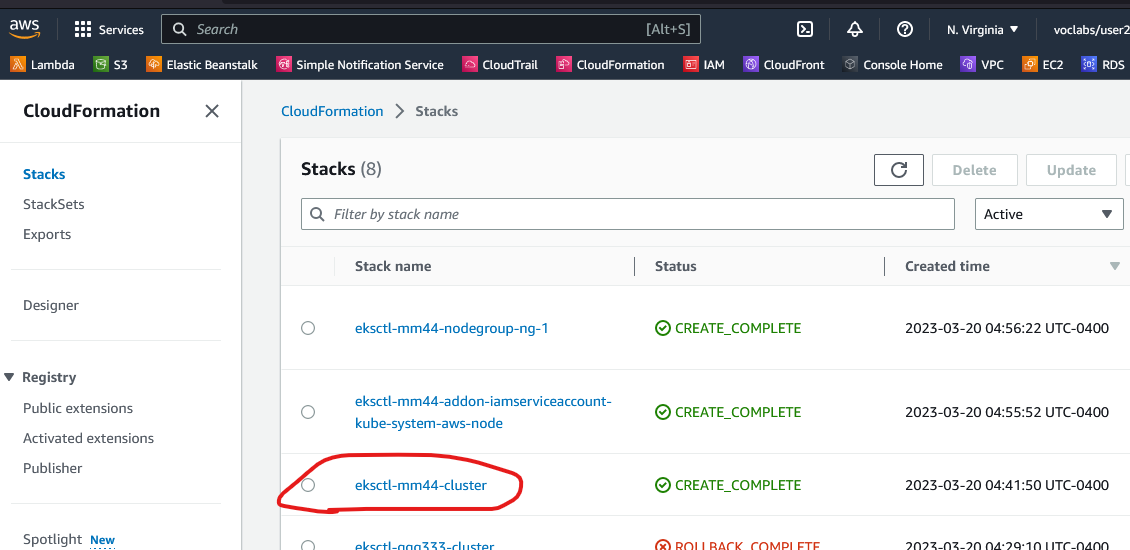 aws Services Search [Alt+S] N. Virginia voclabs/user2
Lambda S3 Elastic Beanstalk Simple Notification Service CloudTrail CloudFormation IAM CloudFront Console Home VPC EC2 RDS
CloudFormation
Stacks
StackSets
Exports
Designer
Registry
Public extensions
Activated extensions
Publisher
Spotlight New
CloudFormation Stacks
Stacks (8) Delete Update
Filter by stack name Active
Stack name Status Created time
eksctl-mm44-nodegroup-ng-1 CREATE_COMPLETE 2023-03-20 04:56:22 UTC-0400
eksctl-mm44-addon-iamserviceaccount-
kube-system-aws-node CREATE_COMPLETE 2023-03-20 04:55:52 UTC-0400
eksctl-mm44-cluster CREATE_COMPLETE 2023-03-20 04:41:50 UTC-0400
ROLLBACK_COMPLETE 2023-03-20 04:29:10 UTC-0400